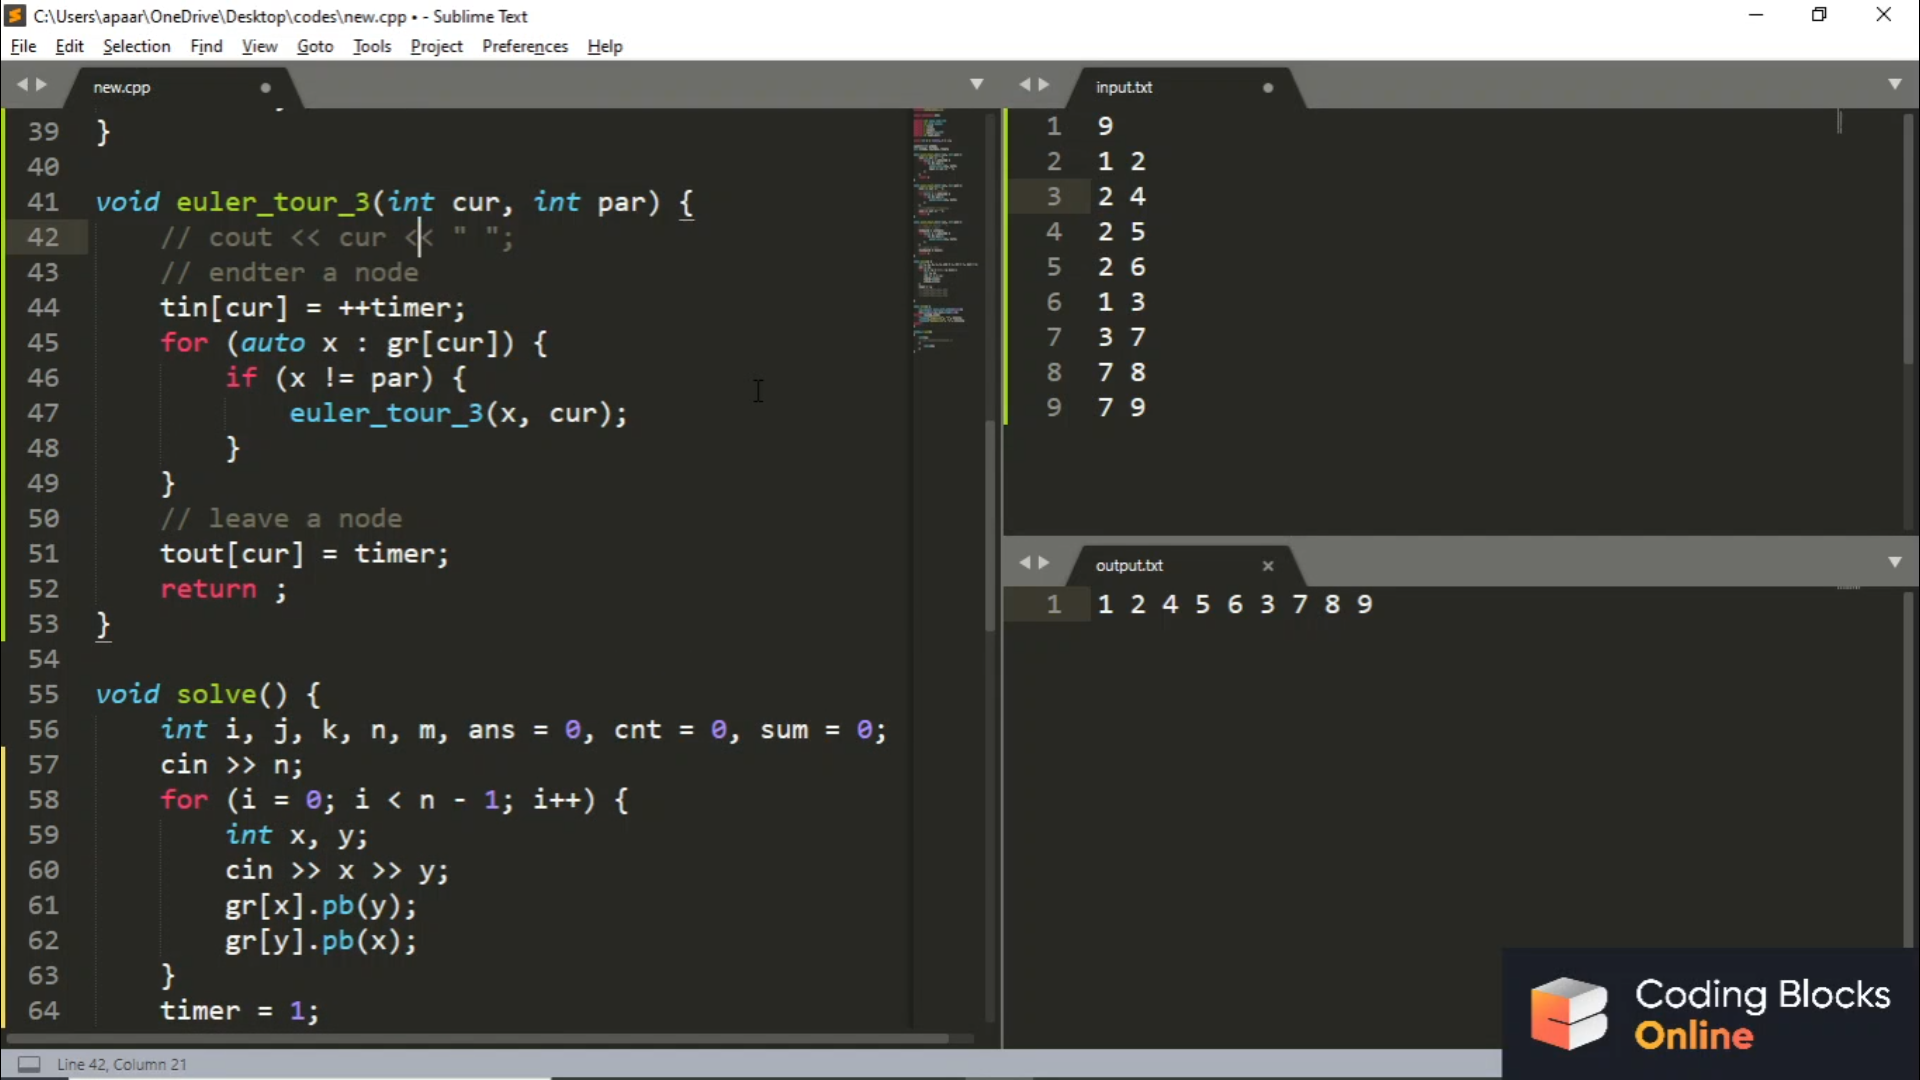 C:\Users\apaar\OneDrive\Desktop\codes\new.cpp • - Sublime Text
File Edit Selection Find View Goto Tools Project Preferences Help
new.cpp
39 }
40
41 void euler_tour_3(int cur, int par) {
42 // cout << cur << " ";
43 // endter a node
44 tin[cur] = ++timer;
45 for (auto x : gr[cur]) {
46 if (x != par) {
47 euler_tour_3(x, cur);
48 }
49 }
50 // leave a node
51 tout[cur] = timer;
52 return ;
53 }
54
55 void solve() {
56 int i, j, k, n, m, ans = 0, cnt = 0, sum = 0;
57 cin >> n;
58 for (i = 0; i < n - 1; i++) {
59 int x, y;
60 cin >> x >> y;
61 gr[x].pb(y);
62 gr[y].pb(x);
63 }
64 timer = 1;
Line 42, Column 21
input.txt
1 9
2 1 2
3 2 4
4 2 5
5 2 6
6 1 3
7 3 7
8 7 8
9 7 9
output.txt
1 1 2 4 5 6 3 7 8 9
Coding Blocks
Online